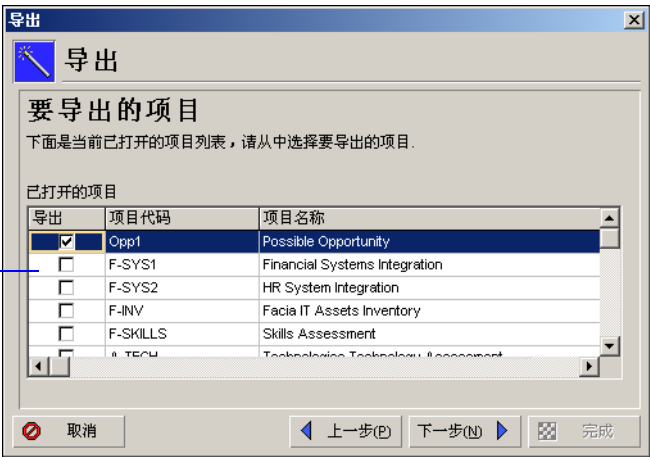 导出
导出
要导出的项目
下面是当前已打开的项目列表，请从中选择要导出的项目.
已打开的项目
导出 项目代码 项目名称
Opp1 Possible Opportunity
F-SYS1 Financial Systems Integration
F-SYS2 HR System Integration
F-INV Facia IT Assets Inventory
F-SKILLS Skills Assessment
取消 上一步(P) 下一步(N) 完成